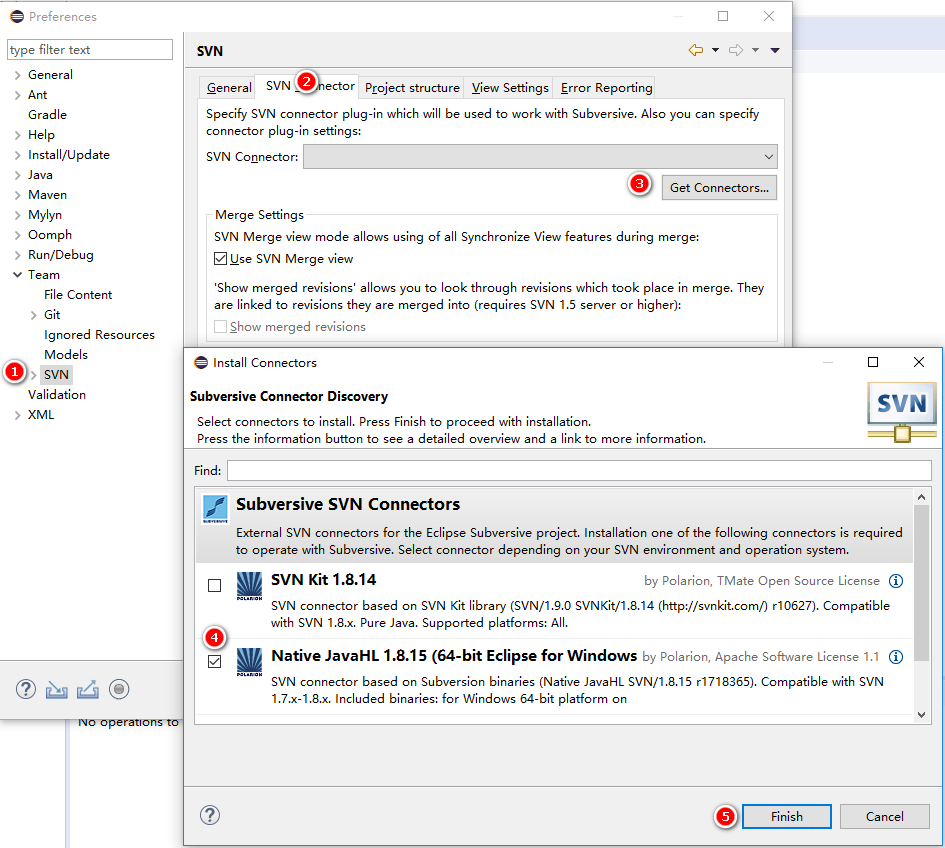 Preferences
type filter text
General
Ant
Gradle
Help
Install/Update
Java
Maven
Mylyn
Oomph
Run/Debug
Team
File Content
Git
Ignored Resources
Models
1
SVN
Validation
XML
SVN
General
SVN
2
nector
Project structure
View Settings
Error Reporting
Specify SVN connector plug-in which will be used to work with Subversive. Also you can specify
connector plug-in settings:
SVN Connector:
3
Get Connectors...
Merge Settings
SVN Merge view mode allows using of all Synchronize View features during merge:
Use SVN Merge view
'Show merged revisions' allows you to look through revisions which took place in merge. They
are linked to revisions they are merged into (requires SVN 1.5 server or higher):
Show merged revisions
No operations to
Install Connectors
Subversive Connector Discovery
Select connectors to install. Press Finish to proceed with installation.
Press the information button to see a detailed overview and a link to more information.
SVN
Find:
SUBVERSIVE
Subversive SVN Connectors
External SVN connectors for the Eclipse Subversive project. Installation one of the following connectors is required
to operate with Subversive. Select connector depending on your SVN environment and operation system.
POLARION
SVN Kit 1.8.14
by Polarion, TMate Open Source License
SVN connector based on SVN Kit library (SVN/1.9.0 SVNKit/1.8.14 (http://svnkit.com/) r10627). Compatible
with SVN 1.8.x. Pure Java. Supported platforms: All.
4
POLARION
Native JavaHL 1.8.15 (64-bit Eclipse for Windows
by Polarion, Apache Software License 1.1
SVN connector based on Subversion binaries (Native JavaHL SVN/1.8.15 r1718365). Compatible with SVN
1.7.x-1.8.x. Included binaries: for Windows 64-bit platform on
5
Finish
Cancel